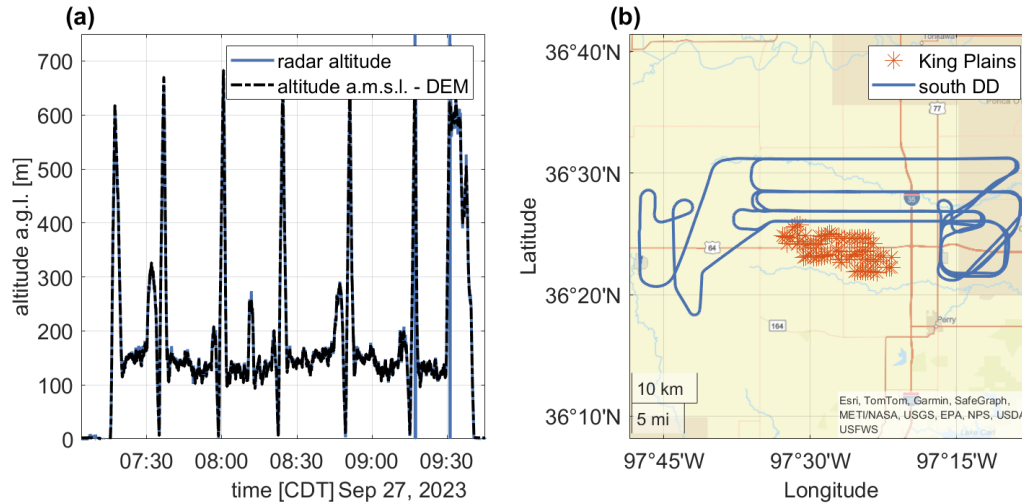 (a)
radar altitude
altitude a.m.s.l. - DEM
altitude a.g.l. [m]
700
600
500
400
300
200
100
0
07:30 08:00 08:30 09:00 09:30
time [CDT] Sep 27, 2023
(b)
King Plains
south DD
Latitude
36°40'N
36°30'N
36°20'N
36°10'N
Tonkawa
77
Ponca
35
64
164
Perry
10 km
5 mi
Esri, TomTom, Garmin, SafeGraph,
METI/NASA, USGS, EPA, NPS, USDA
USFWS
97°45'W 97°30'W 97°15'W
Longitude